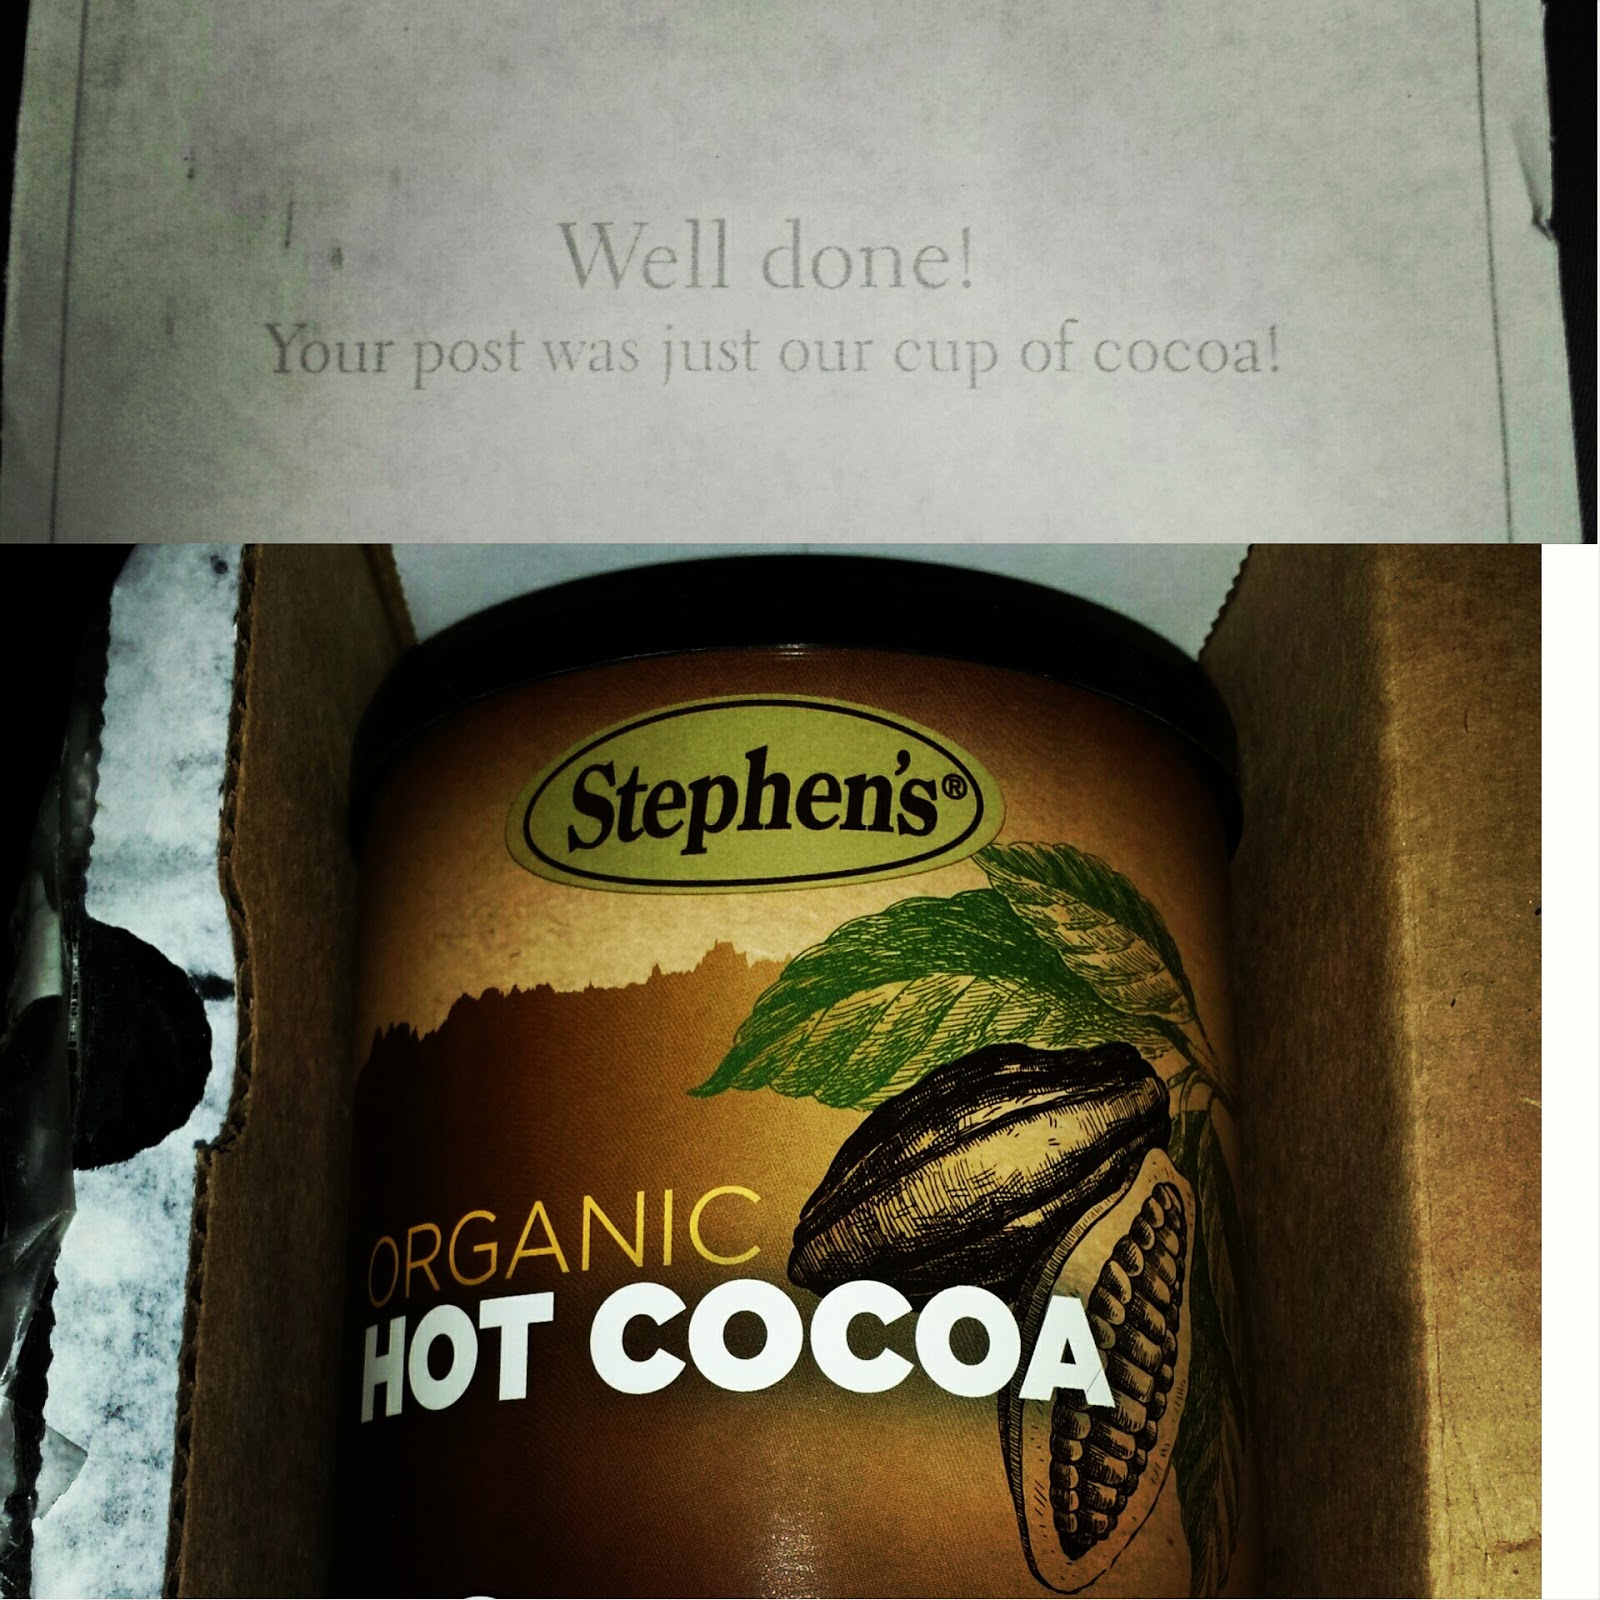 Well done!
Your post was just our cup of cocoa!
Stephen's®
ORGANIC
HOT COCOA